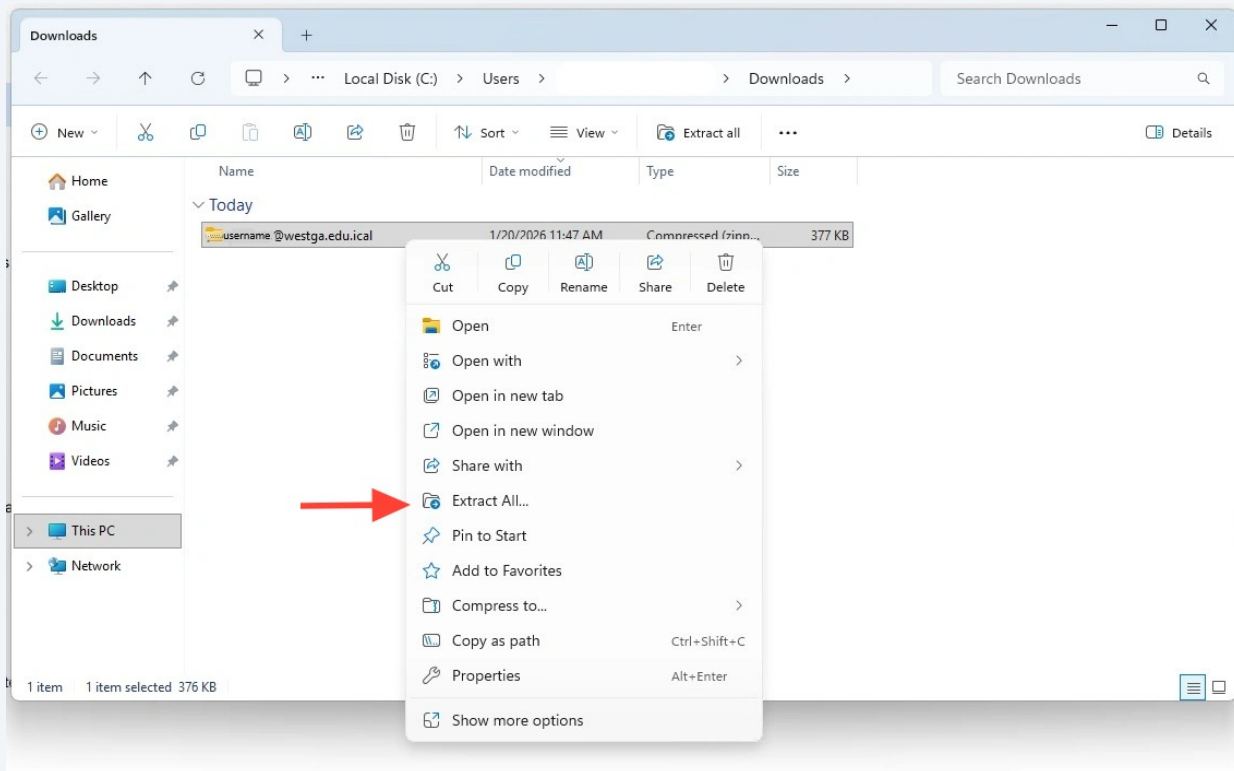 Downloads
Local Disk (C:) Users Downloads Search Downloads
New Sort View Extract all ... Details
Name Date modified Type Size
Home
Gallery
Today
username @westga.edu.ical 1/20/2026 11:47 AM Compressed (zipp... 377 KB
Cut Copy Rename Share Delete
Desktop
Downloads
Documents
Pictures
Music
Videos
This PC
Network
Open Enter
Open with
Open in new tab
Open in new window
Share with
Extract All...
Pin to Start
Add to Favorites
Compress to...
Copy as path Ctrl+Shift+C
Properties Alt+Enter
Show more options
1 item 1 item selected 376 KB